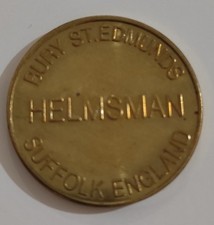 BURY ST. EDMUNDS
HELMSMAN
SUFFOLK ENGLAND